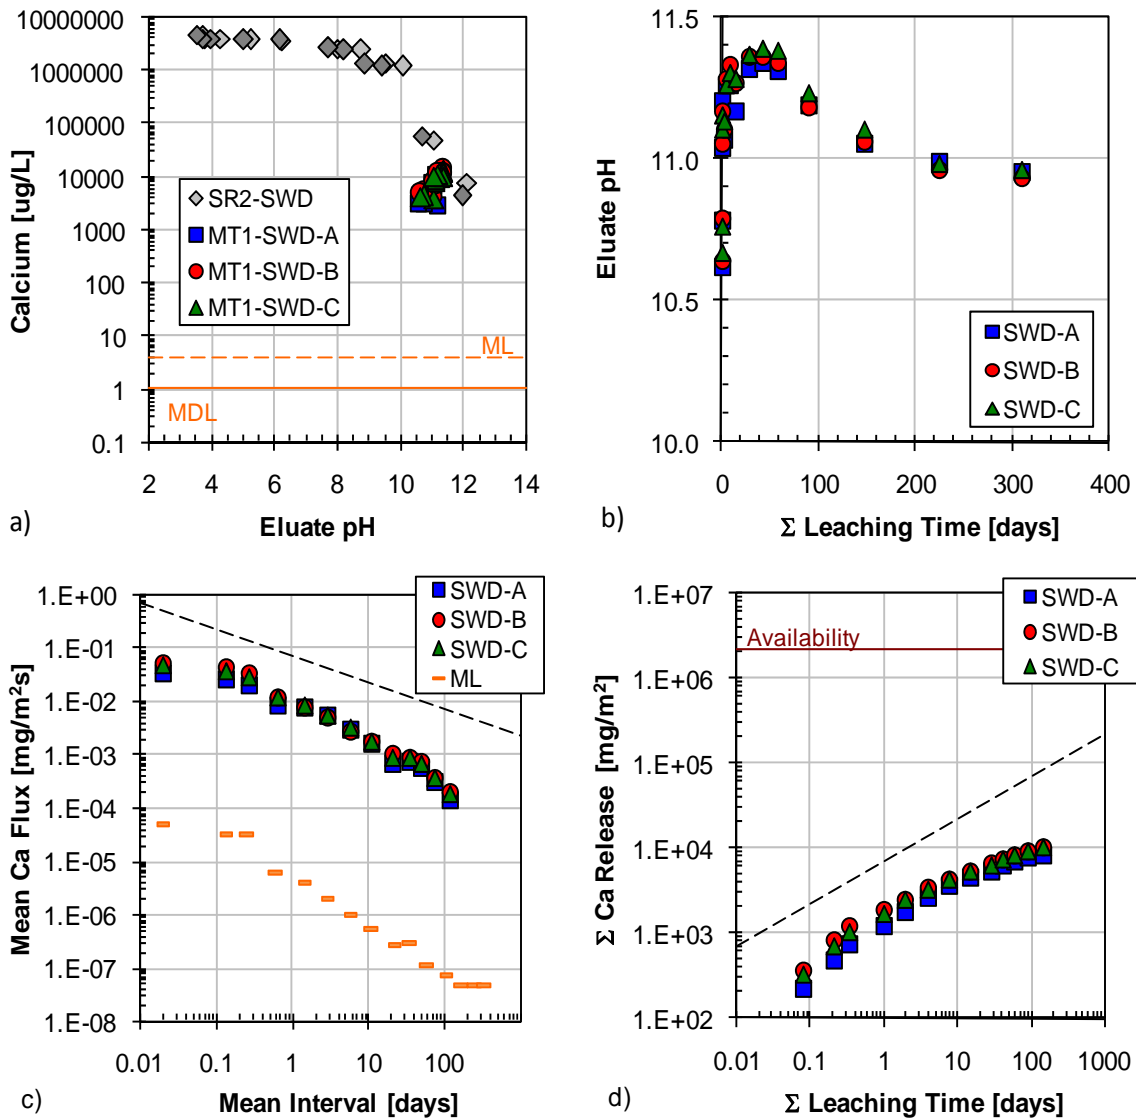 10000000
1000000
100000
10000
1000
100
10
1
0.1
Calcium [ug/L]
SR2-SWD
MT1-SWD-A
MT1-SWD-B
MT1-SWD-C
ML
MDL
2 4 6 8 10 12 14
Eluate pH
a)
11.5
11.0
10.5
10.0
Eluate pH
SWD-A
SWD-B
SWD-C
0 100 200 300 400
Σ Leaching Time [days]
b)
1.E+00
1.E-01
1.E-02
1.E-03
1.E-04
1.E-05
1.E-06
1.E-07
1.E-08
Mean Ca Flux [mg/m²s]
SWD-A
SWD-B
SWD-C
ML
0.01 0.1 1 10 100
Mean Interval [days]
c)
1.E+07
1.E+06
1.E+05
1.E+04
1.E+03
1.E+02
Σ Ca Release [mg/m²]
SWD-A
SWD-B
SWD-C
Availability
0.01 0.1 1 10 100 1000
Σ Leaching Time [days]
d)